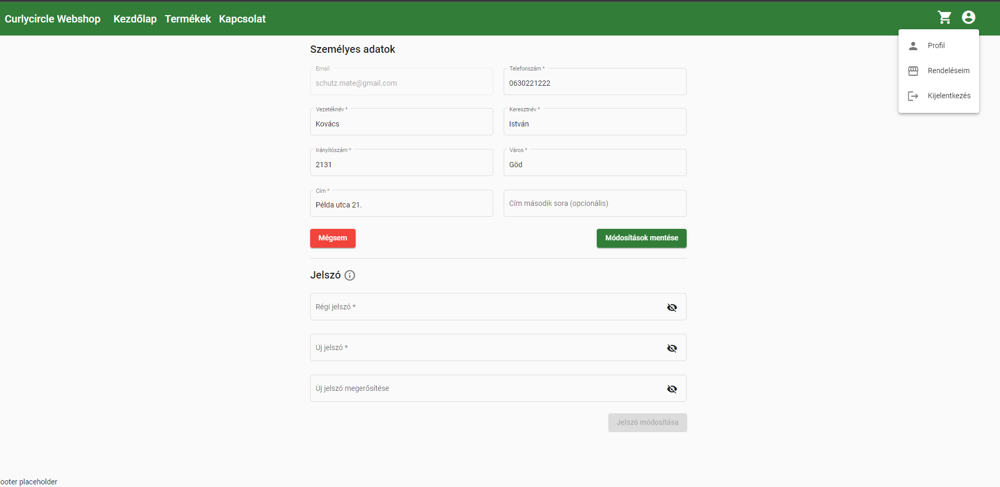 Curlycircle Webshop Kezdőlap Termékek Kapcsolat
Profil
Rendeléseim
Kijelentkezés
Személyes adatok
Email
schutz.mate@gmail.com
Telefonszám *
0630221222
Vezetéknév *
Kovács
Keresztnév *
István
Irányítószám *
2131
Város *
Göd
Cím *
Példa utca 21.
Cím második sora (opcionális)
Mégsem
Módosítások mentése
Jelszó
Régi jelszó *
Új jelszó *
Új jelszó megerősítése
Jelszó módosítása
ooter placeholder